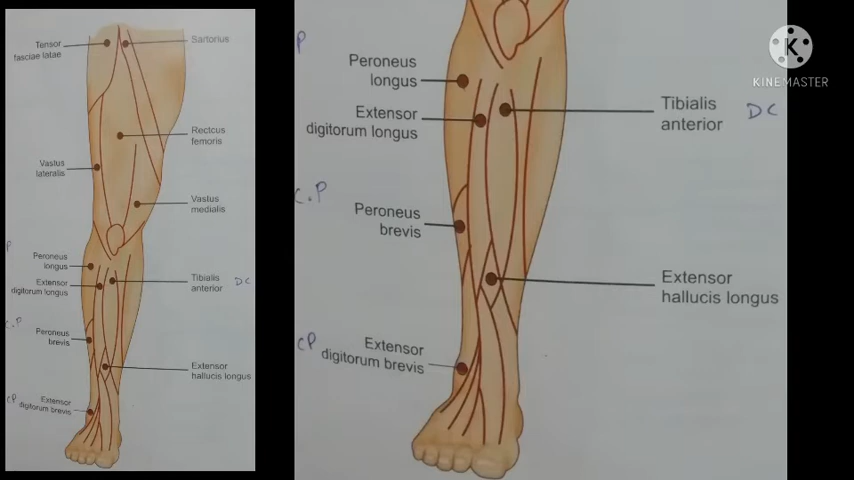 Tensor
fasciae latae
Sartorius
Rectcus
femoris
Vastus
lateralis
Vastus
medialis
P
Peroneus
longus
Extensor
digitorum longus
Tibialis
anterior
DC
C.P
Peroneus
brevis
Extensor
hallucis longus
CP
Extensor
digitorum brevis
P
Peroneus
longus
Extensor
digitorum longus
Tibialis
anterior
DC
C.P
Peroneus
brevis
Extensor
hallucis longus
CP
Extensor
digitorum brevis
K
KINEMASTER